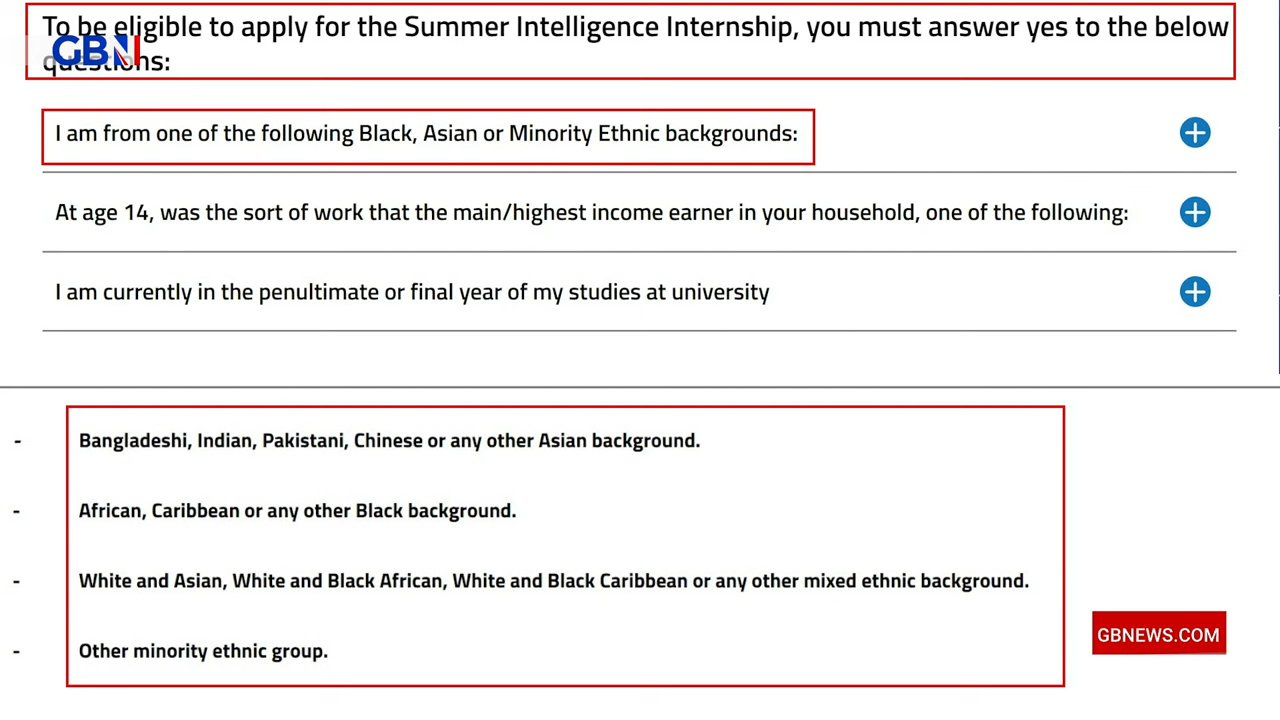 To be eligible to apply for the Summer Intelligence Internship, you must answer yes to the below
GBN
questions:
I am from one of the following Black, Asian or Minority Ethnic backgrounds:
At age 14, was the sort of work that the main/highest income earner in your household, one of the following:
I am currently in the penultimate or final year of my studies at university
- Bangladeshi, Indian, Pakistani, Chinese or any other Asian background.
- African, Caribbean or any other Black background.
- White and Asian, White and Black African, White and Black Caribbean or any other mixed ethnic background.
- Other minority ethnic group.
GBNEWS.COM